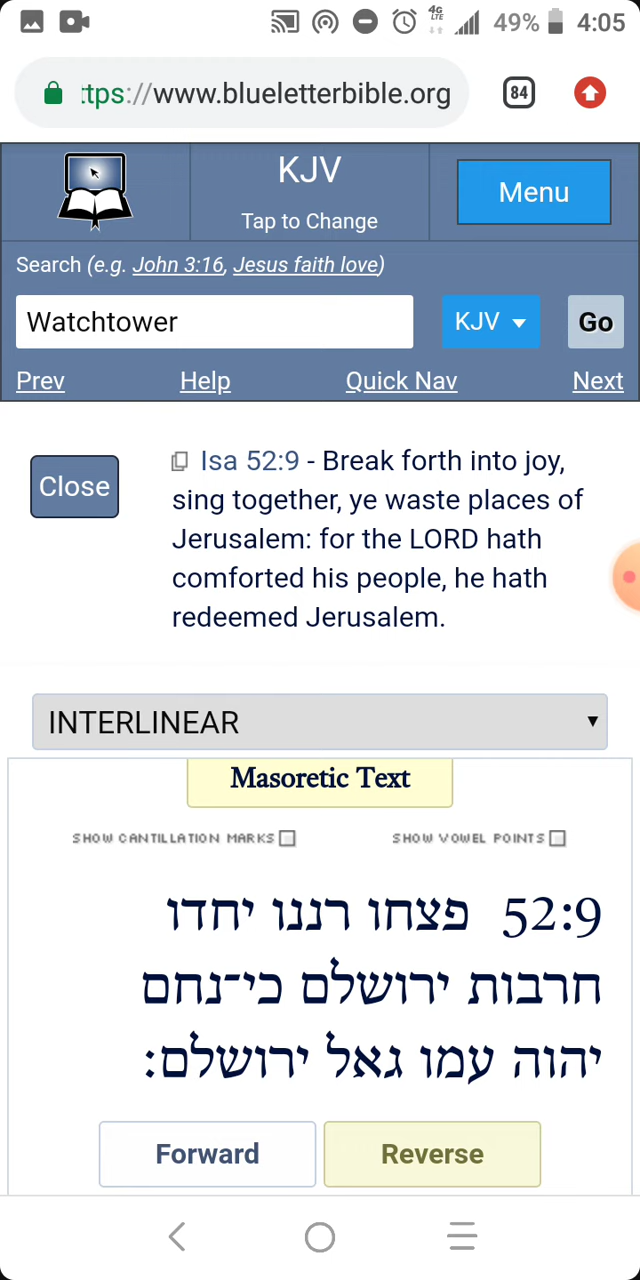 4G
LTE
49%
4:05
ttps://www.blueletterbible.org
84
KJV
Tap to Change
Menu
Search (e.g. John 3:16, Jesus faith love)
Watchtower
KJV
Go
Prev
Help
Quick Nav
Next
Close
Isa 52:9 - Break forth into joy,
sing together, ye waste places of
Jerusalem: for the LORD hath
comforted his people, he hath
redeemed Jerusalem.
INTERLINEAR
Masoretic Text
SHOW CANTILLATION MARKS
SHOW VOWEL POINTS
52:9 פצחו רננו יחדו
חרבות ירושלם כי־נחם
יהוה עמו גאל ירושלם׃
Forward
Reverse